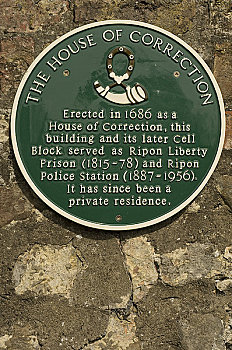 THE HOUSE OF CORRECTION
Erected in 1686 as a
House of Correction, this
building and its later Cell
Block served as Ripon Liberty
Prison (1815-78) and Ripon
Police Station (1887-1956).
It has since been a
private residence.